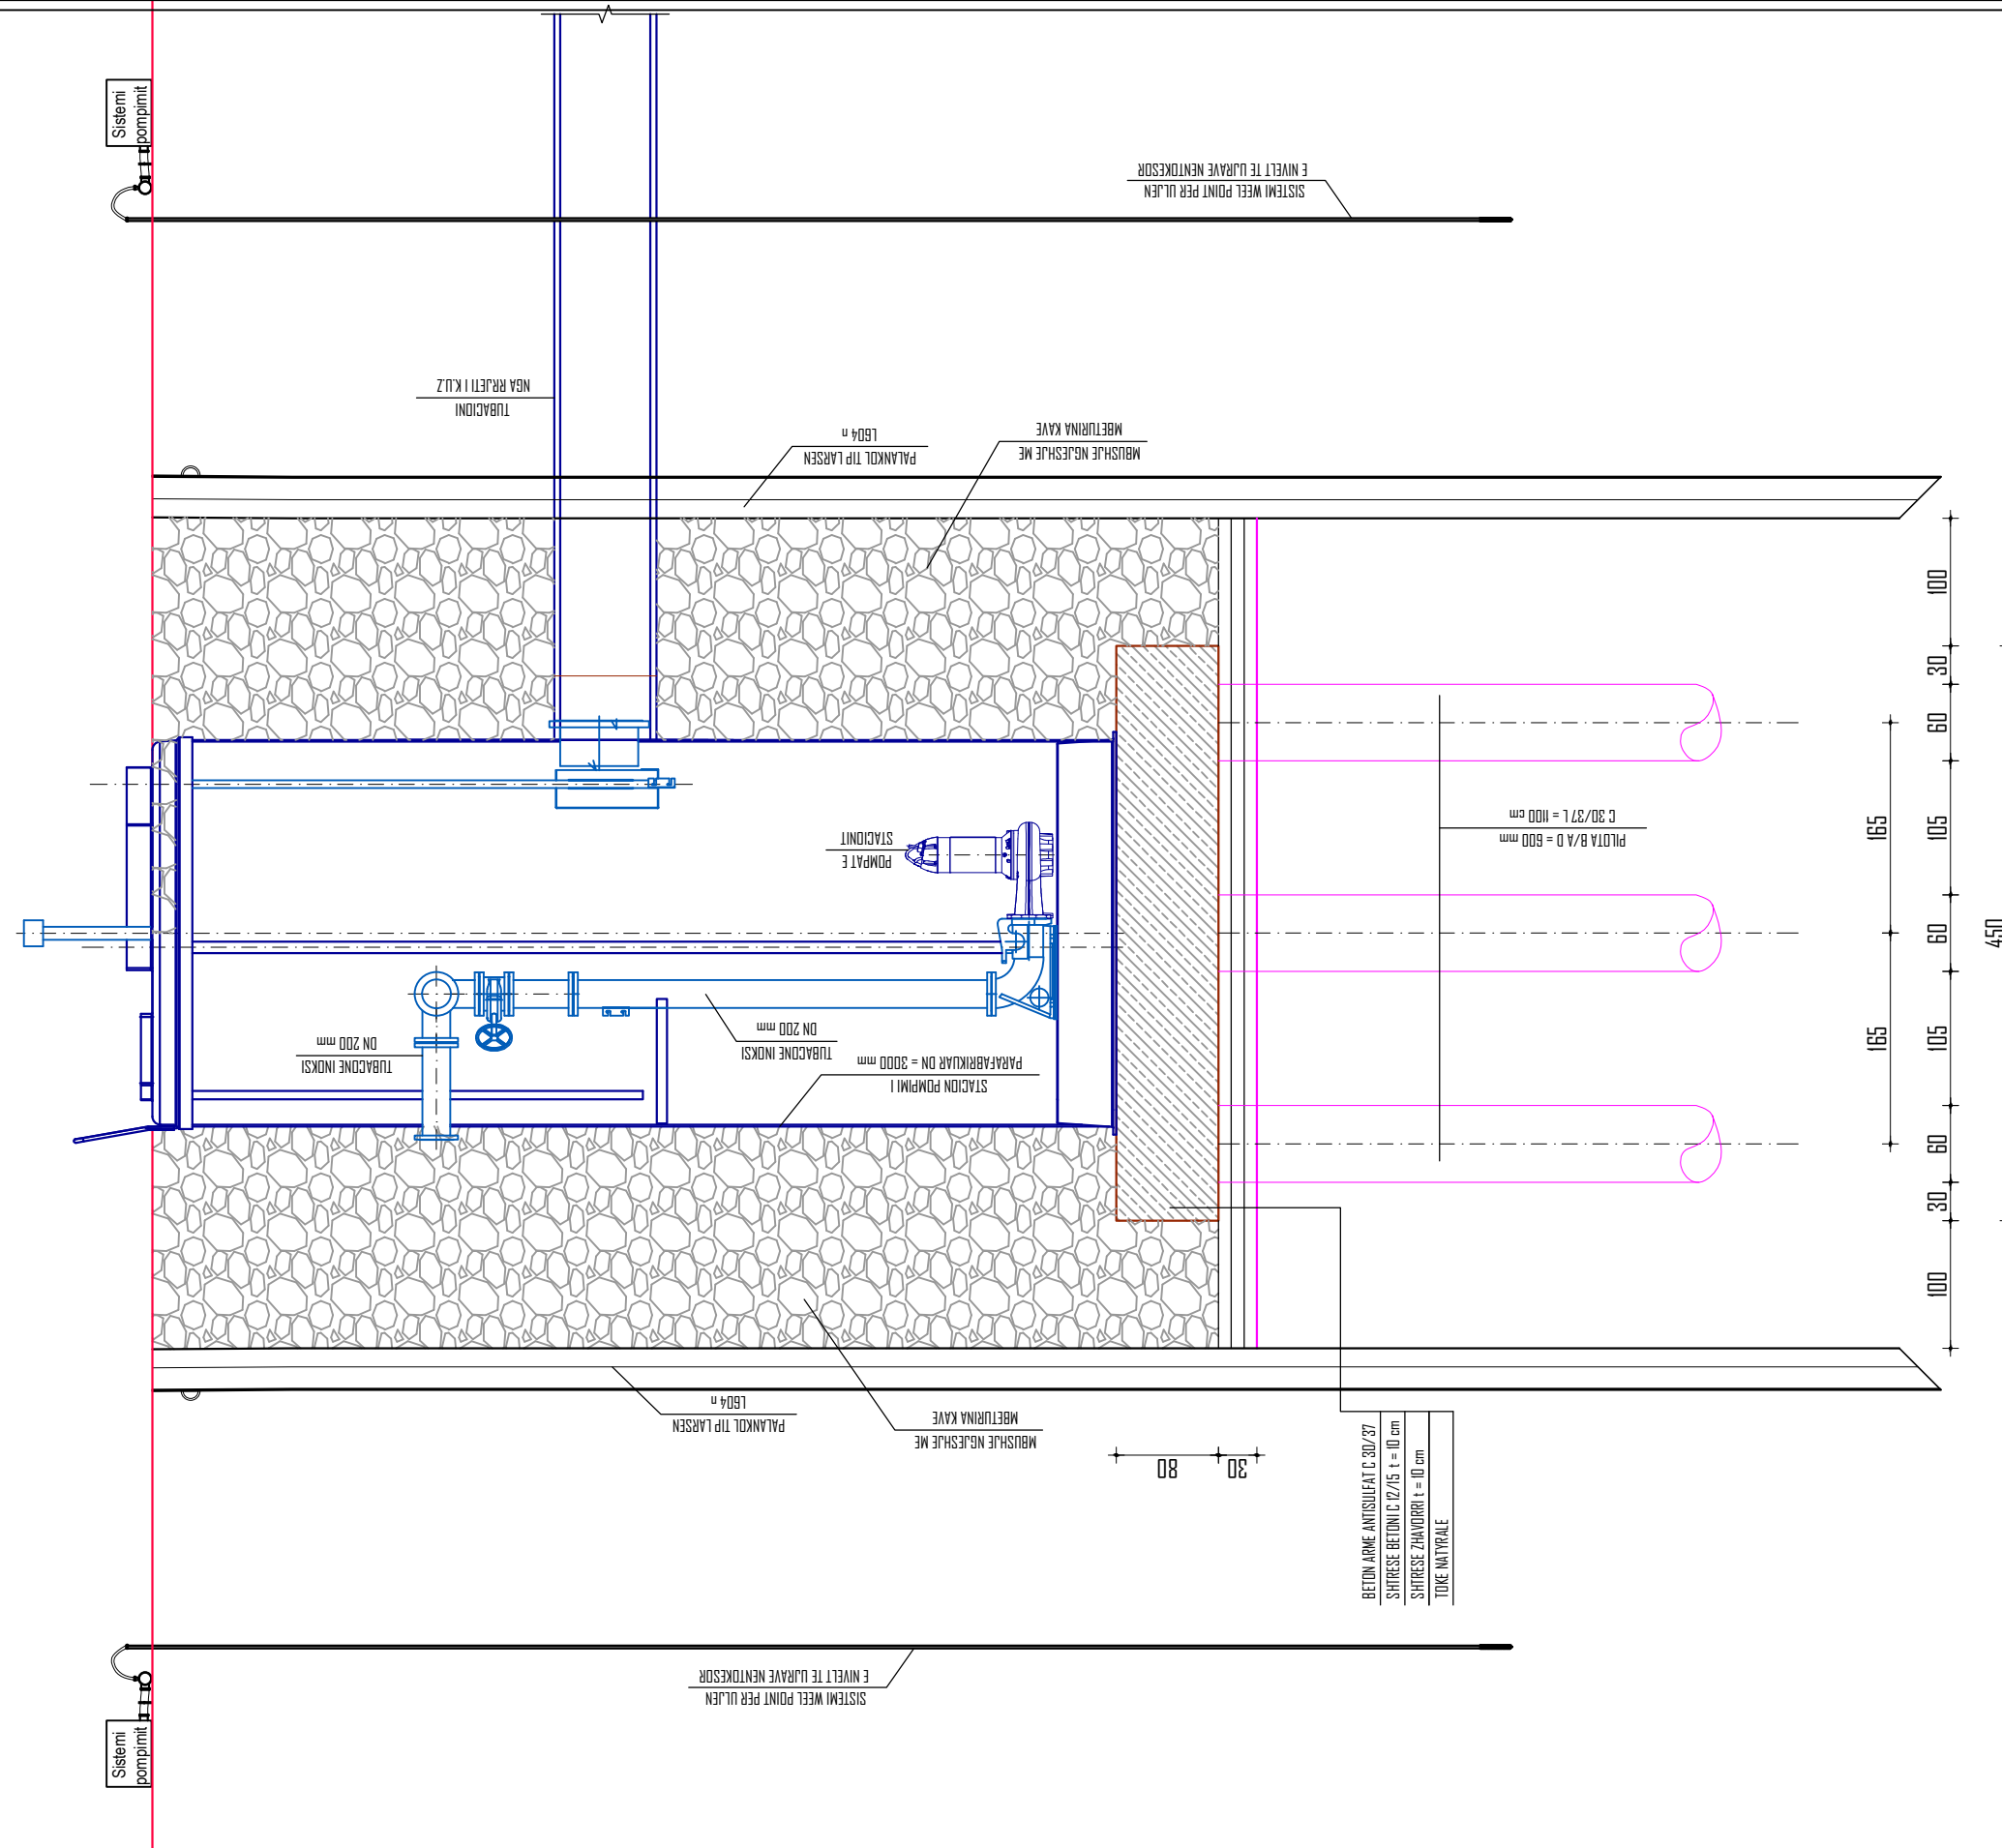 Sistemi
pompimit
SISTEMI WEEL POINT PER ULJEN
E NIVELT TE UJRAVE NENTOKESOR
TUBACIONI
NGA RRJETI I K.U.Z
PALANKOL TIP LARSEN
L604 n
MBUSHJE NGJESHJE ME
MBETURINA KAVE
POMPAT E
STACIONIT
PILOTA B/A D = 600 mm
C 30/37 L = 1100 cm
TUBACONE INOKSI
DN 200 mm
TUBACONE INOKSI
DN 200 mm
STACION POMPIMI I
PARAFABRIKUAR DN = 3000 mm
PALANKOL TIP LARSEN
L604 n
MBUSHJE NGJESHJE ME
MBETURINA KAVE
80
30
BETON ARME ANTISULFAT C 30/37
SHTRESE BETONI C 12/15 t = 10 cm
SHTRESE ZHAVORRI t = 10 cm
TOKE NATYRALE
SISTEMI WEEL POINT PER ULJEN
E NIVELT TE UJRAVE NENTOKESOR
Sistemi
pompimit
165
165
100
30
60
105
60
105
60
30
100
450